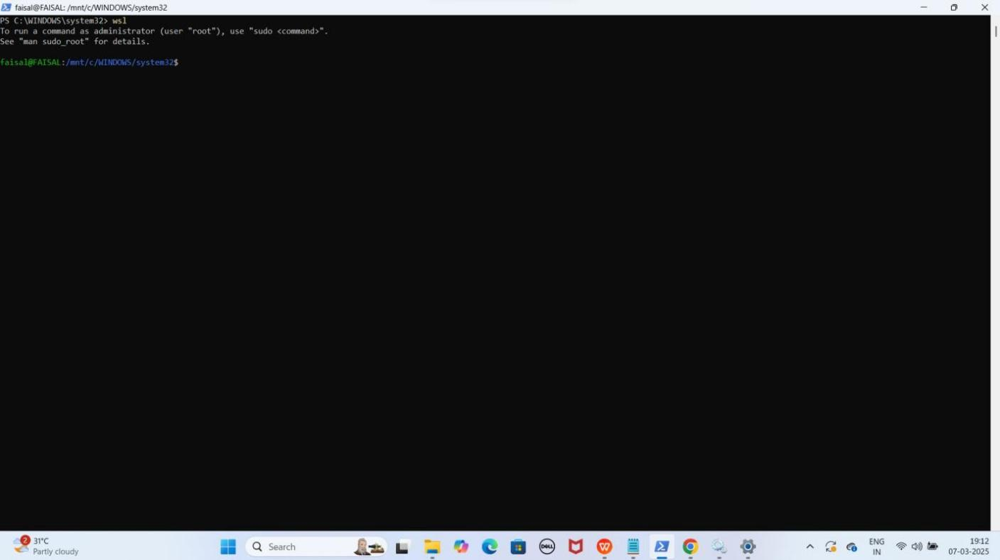 faisal@FAISAL: /mnt/c/WINDOWS/system32
PS C:\WINDOWS\system32> wsl
To run a command as administrator (user "root"), use "sudo <command>".
See "man sudo_root" for details.
faisal@FAISAL:/mnt/c/WINDOWS/system32$
2
31°C
Partly cloudy
Search
DELL
W
ENG
IN
19:12
07-03-2025